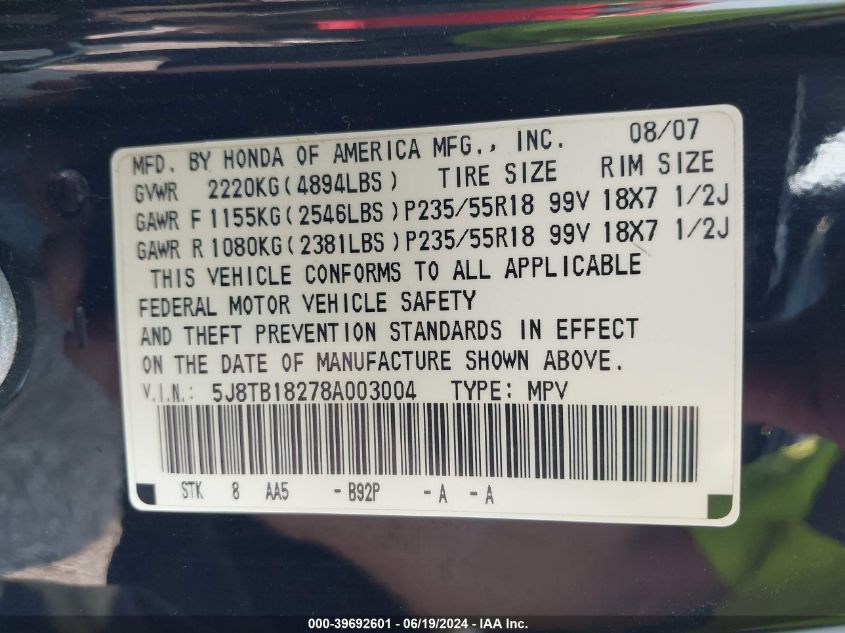 MFD. BY HONDA OF AMERICA MFG., INC. 08/07
GVWR 2220KG(4894LBS) TIRE SIZE RIM SIZE
GAWR F 1155KG(2546LBS)P235/55R18 99V 18X7 1/2J
GAWR R 1080KG(2381LBS)P235/55R18 99V 18X7 1/2J
THIS VEHICLE CONFORMS TO ALL APPLICABLE
FEDERAL MOTOR VEHICLE SAFETY
AND THEFT PREVENTION STANDARDS IN EFFECT
ON THE DATE OF MANUFACTURE SHOWN ABOVE.
V.I.N.: 5J8TB18278A003004 TYPE: MPV
STK 8 AA5 -B92P -A -A
000-39692601 - 06/19/2024 - IAA Inc.